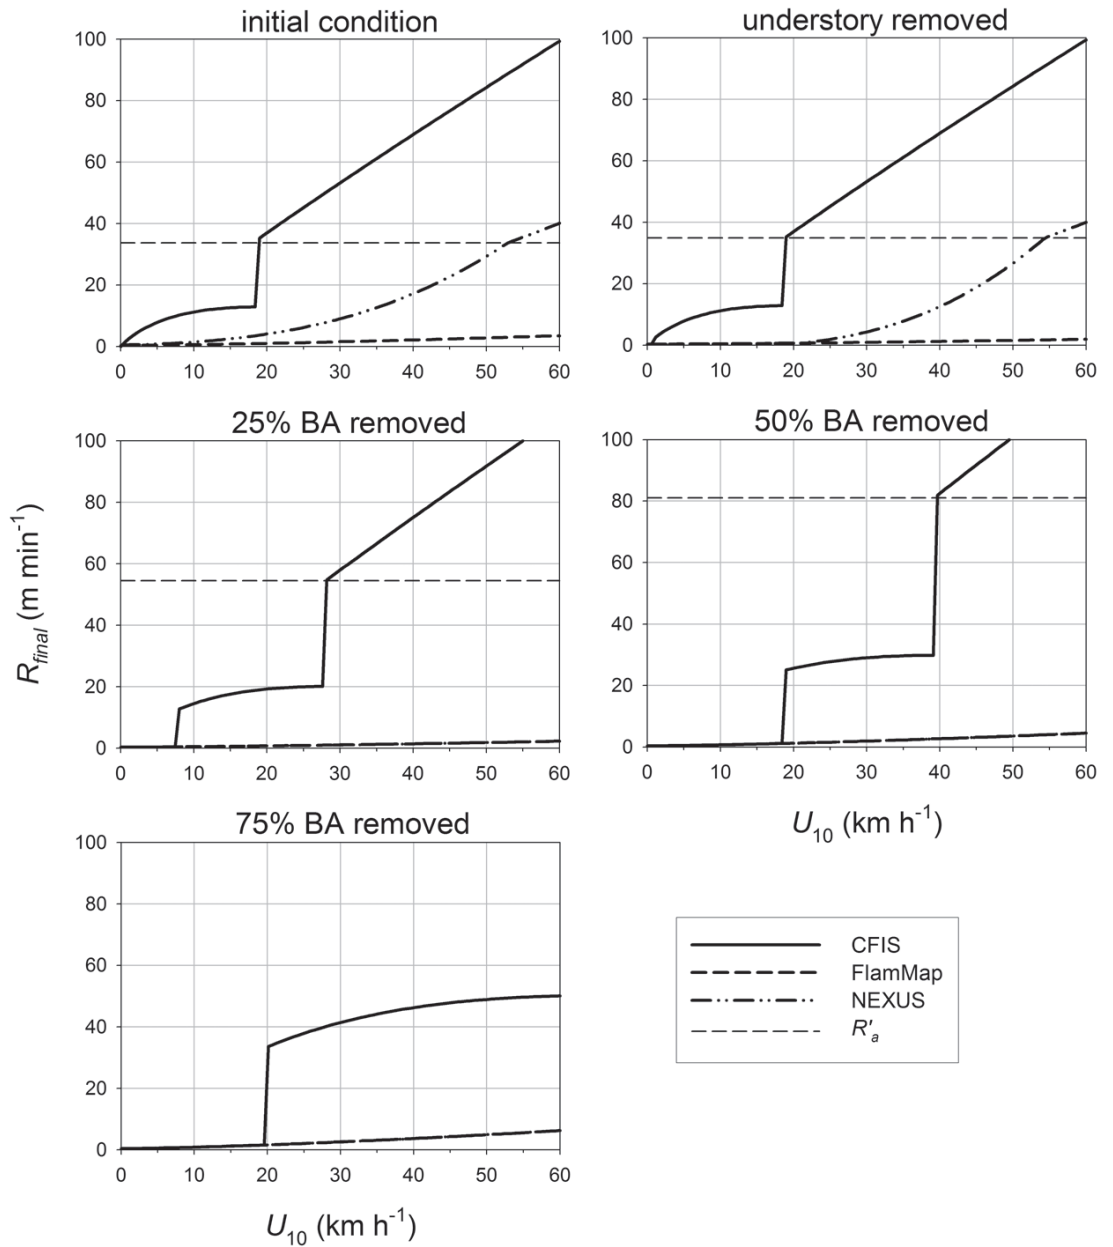 initial condition
100
80
60
40
20
0
0 10 20 30 40 50 60
understory removed
100
80
60
40
20
0
0 10 20 30 40 50 60
25% BA removed
100
80
60
40
20
0
0 10 20 30 40 50 60
50% BA removed
100
80
60
40
20
0
0 10 20 30 40 50 60
R_final (m min⁻¹)
U₁₀ (km h⁻¹)
75% BA removed
100
80
60
40
20
0
0 10 20 30 40 50 60
U₁₀ (km h⁻¹)
CFIS
FlamMap
NEXUS
R'ₐ